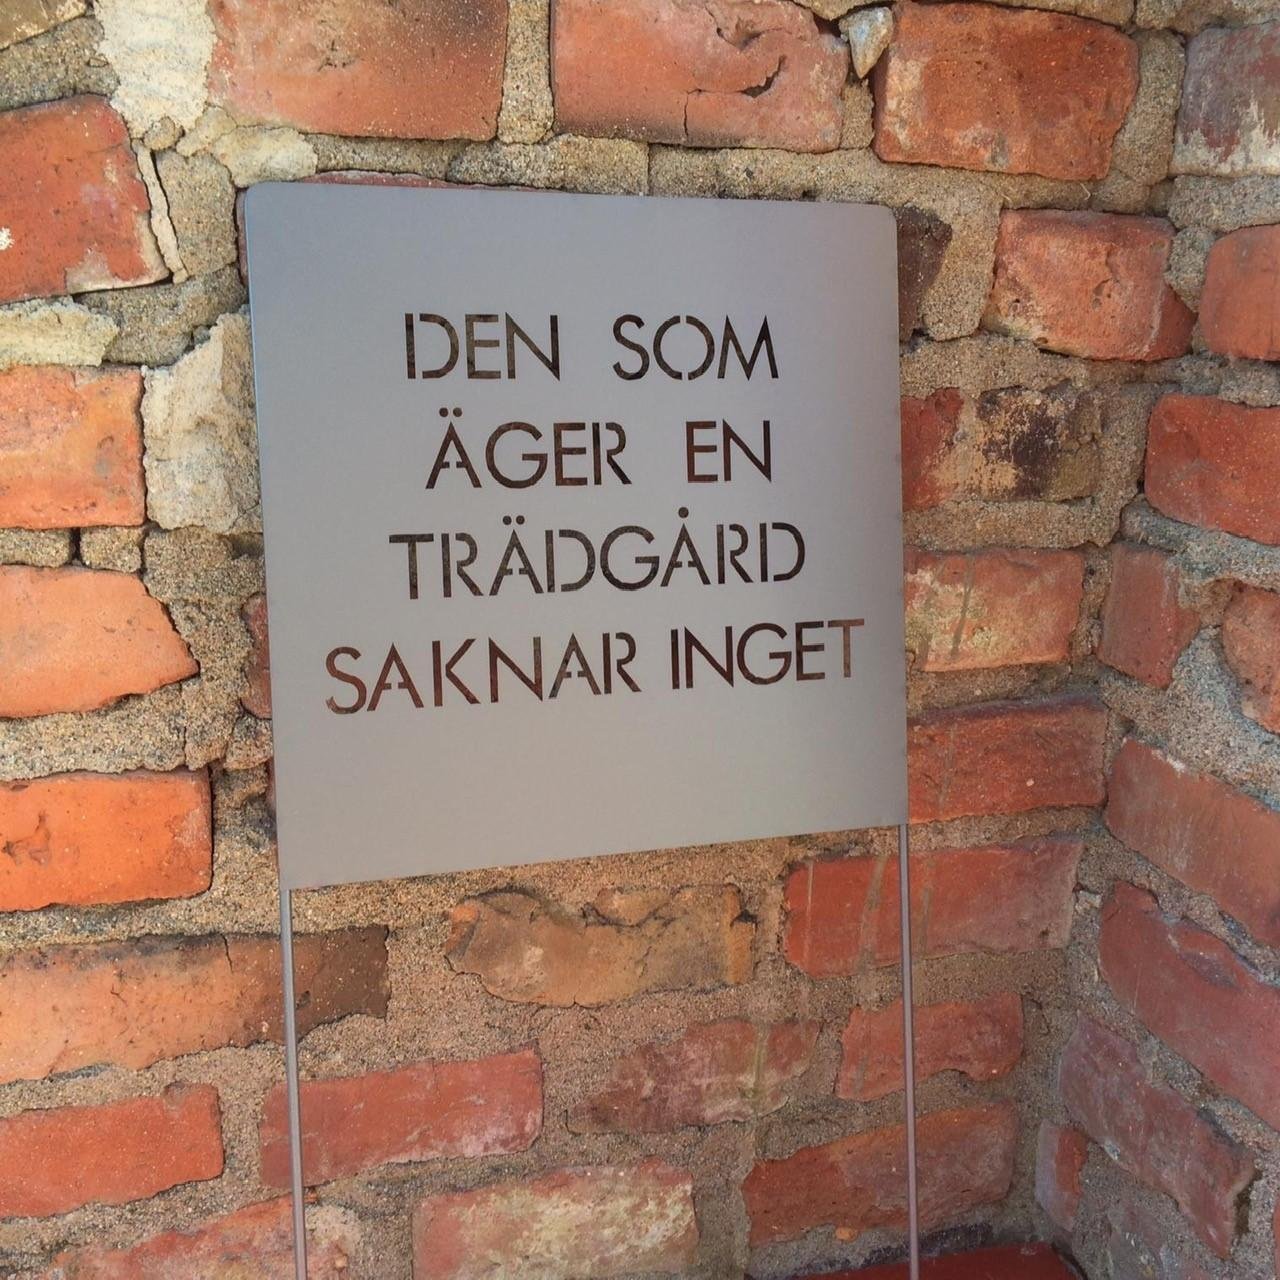 DEN SOM
ÄGER EN
TRÄDGÅRD
SAKNAR INGET